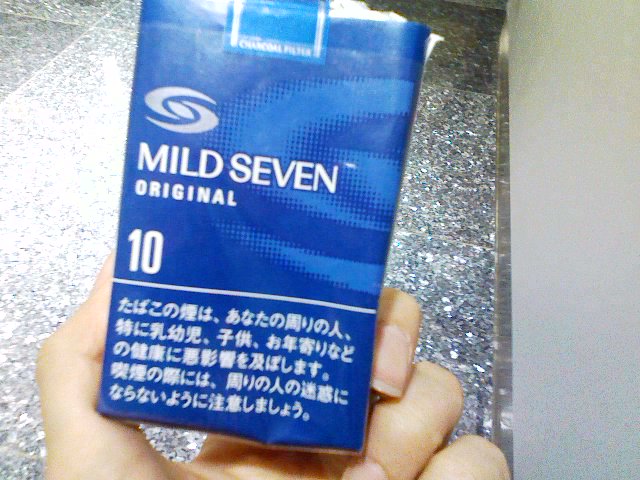 CHARCOAL FILTER
MILD SEVEN
ORIGINAL
10
たばこの煙は、あなたの周りの人、
特に乳幼児、子供、お年寄りなど
の健康に悪影響を及ぼします。
喫煙の際には、周りの人の迷惑に
ならないように注意しましょう。